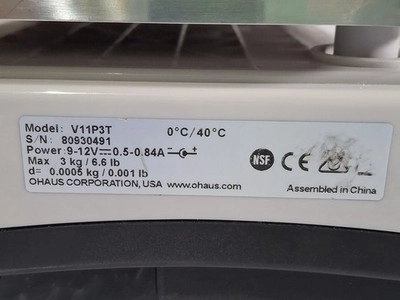 Model: V11P3T 0°C/40°C
S/N: 80930491
Power: 9-12V⎓0.5-0.84A
Max 3 kg / 6.6 lb
d= 0.0005 kg / 0.001 lb
OHAUS CORPORATION, USA www.ohaus.com
NSF CE
Assembled in China